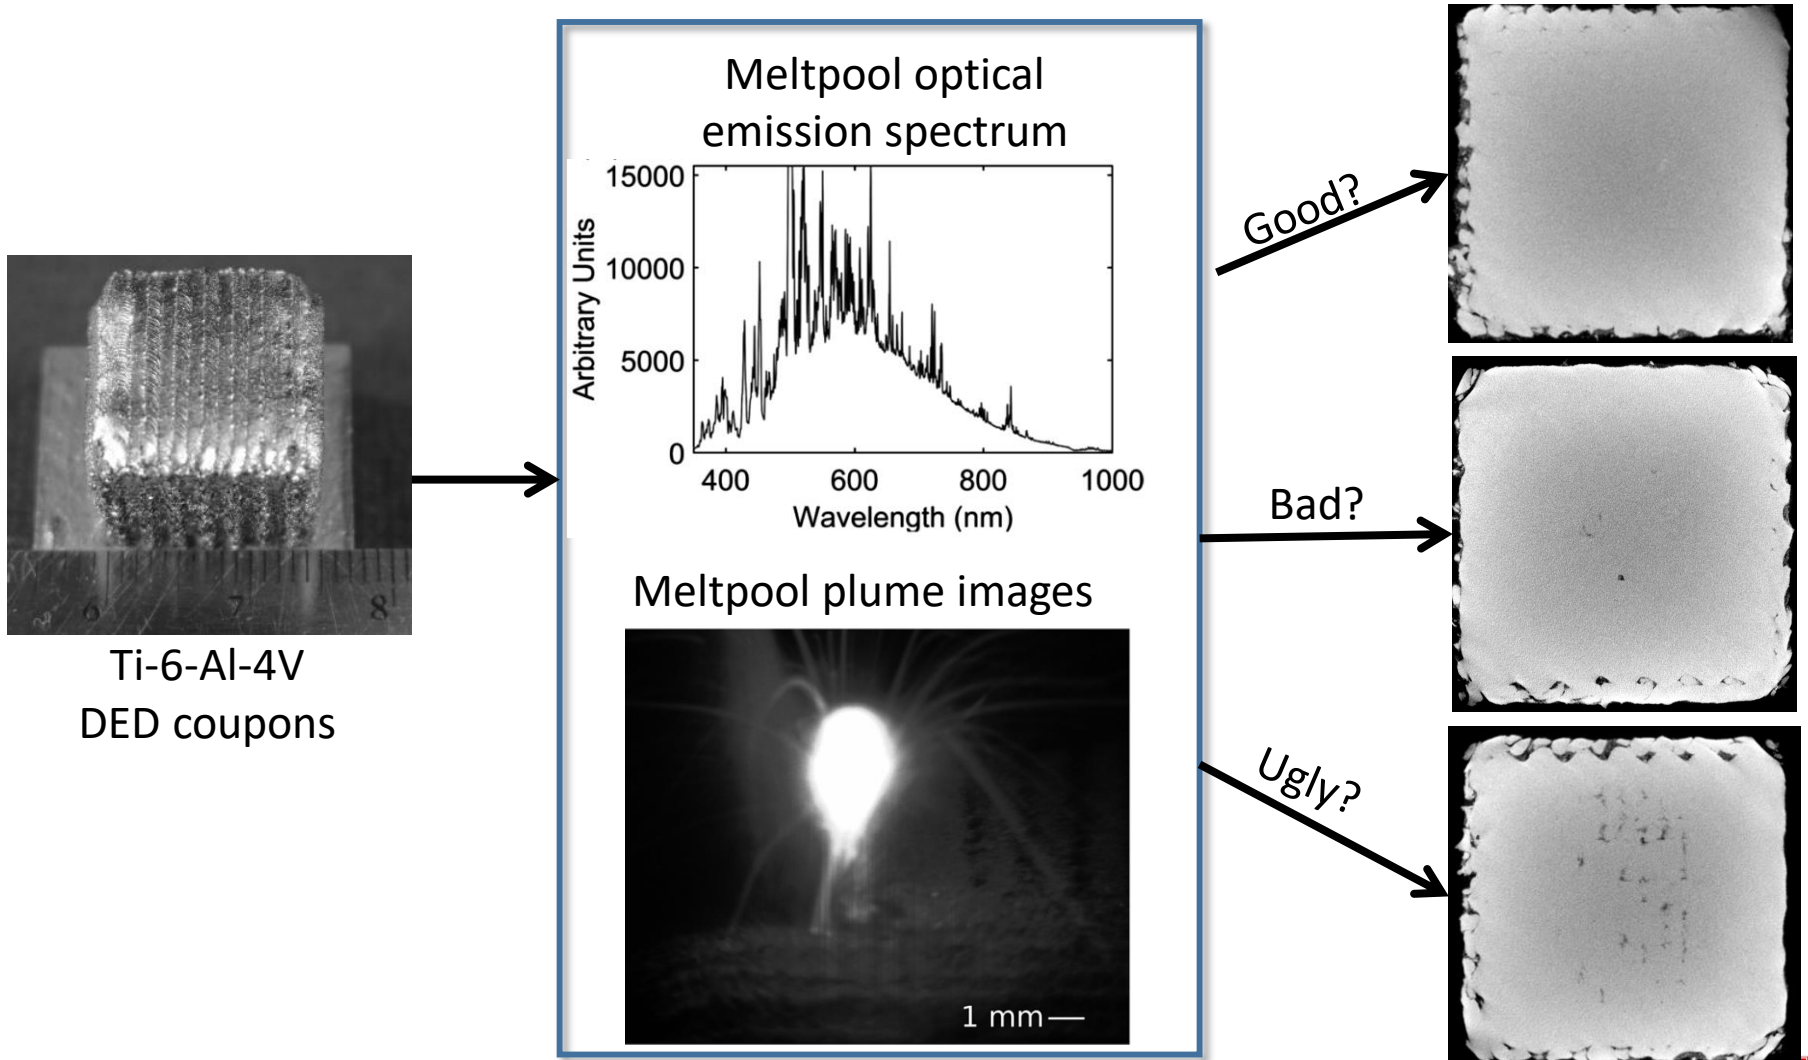 Meltpool optical
emission spectrum
15000
10000
5000
0
Arbitrary Units
400 600 800 1000
Wavelength (nm)
Meltpool plume images
1 mm
6 7 8
Ti-6-Al-4V
DED coupons
Good?
Bad?
Ugly?